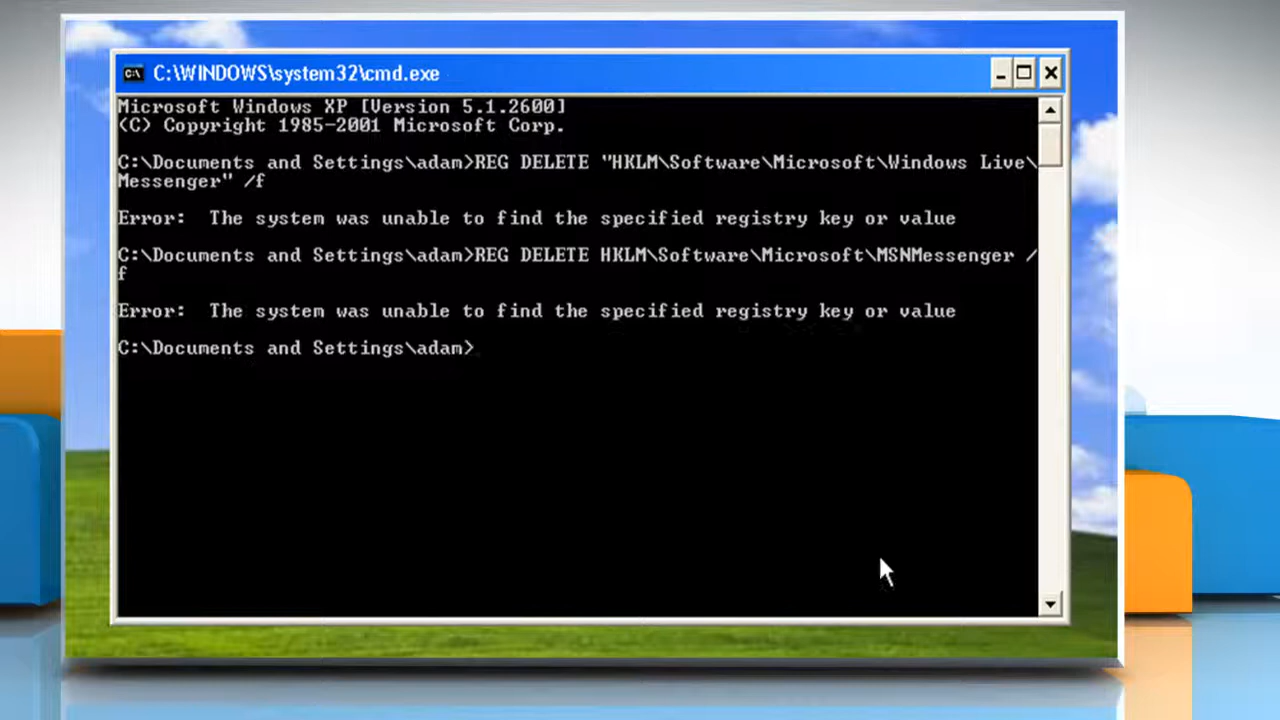 C:\WINDOWS\system32\cmd.exe
Microsoft Windows XP [Version 5.1.2600]
(C) Copyright 1985-2001 Microsoft Corp.
C:\Documents and Settings\adam>REG DELETE "HKLM\Software\Microsoft\Windows Live\
Messenger" /f
Error:  The system was unable to find the specified registry key or value
C:\Documents and Settings\adam>REG DELETE HKLM\Software\Microsoft\MSNMessenger /
f
Error:  The system was unable to find the specified registry key or value
C:\Documents and Settings\adam>